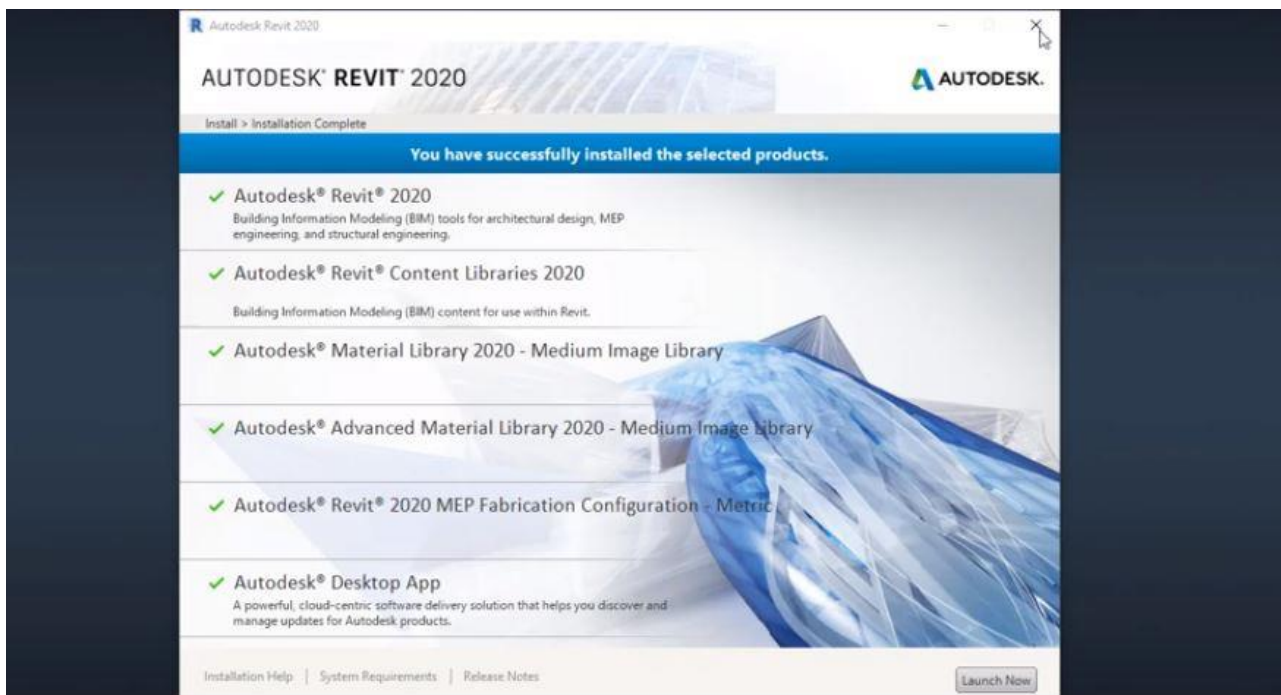 Autodesk Revit 2020
AUTODESK® REVIT® 2020
AUTODESK.
Install > Installation Complete
You have successfully installed the selected products.
Autodesk® Revit® 2020
Building Information Modeling (BIM) tools for architectural design, MEP
engineering, and structural engineering.
Autodesk® Revit® Content Libraries 2020
Building Information Modeling (BIM) content for use within Revit.
Autodesk® Material Library 2020 - Medium Image Library
Autodesk® Advanced Material Library 2020 - Medium Image Library
Autodesk® Revit® 2020 MEP Fabrication Configuration - Metric
Autodesk® Desktop App
A powerful, cloud-centric software delivery solution that helps you discover and
manage updates for Autodesk products.
Installation Help | System Requirements | Release Notes
Launch Now